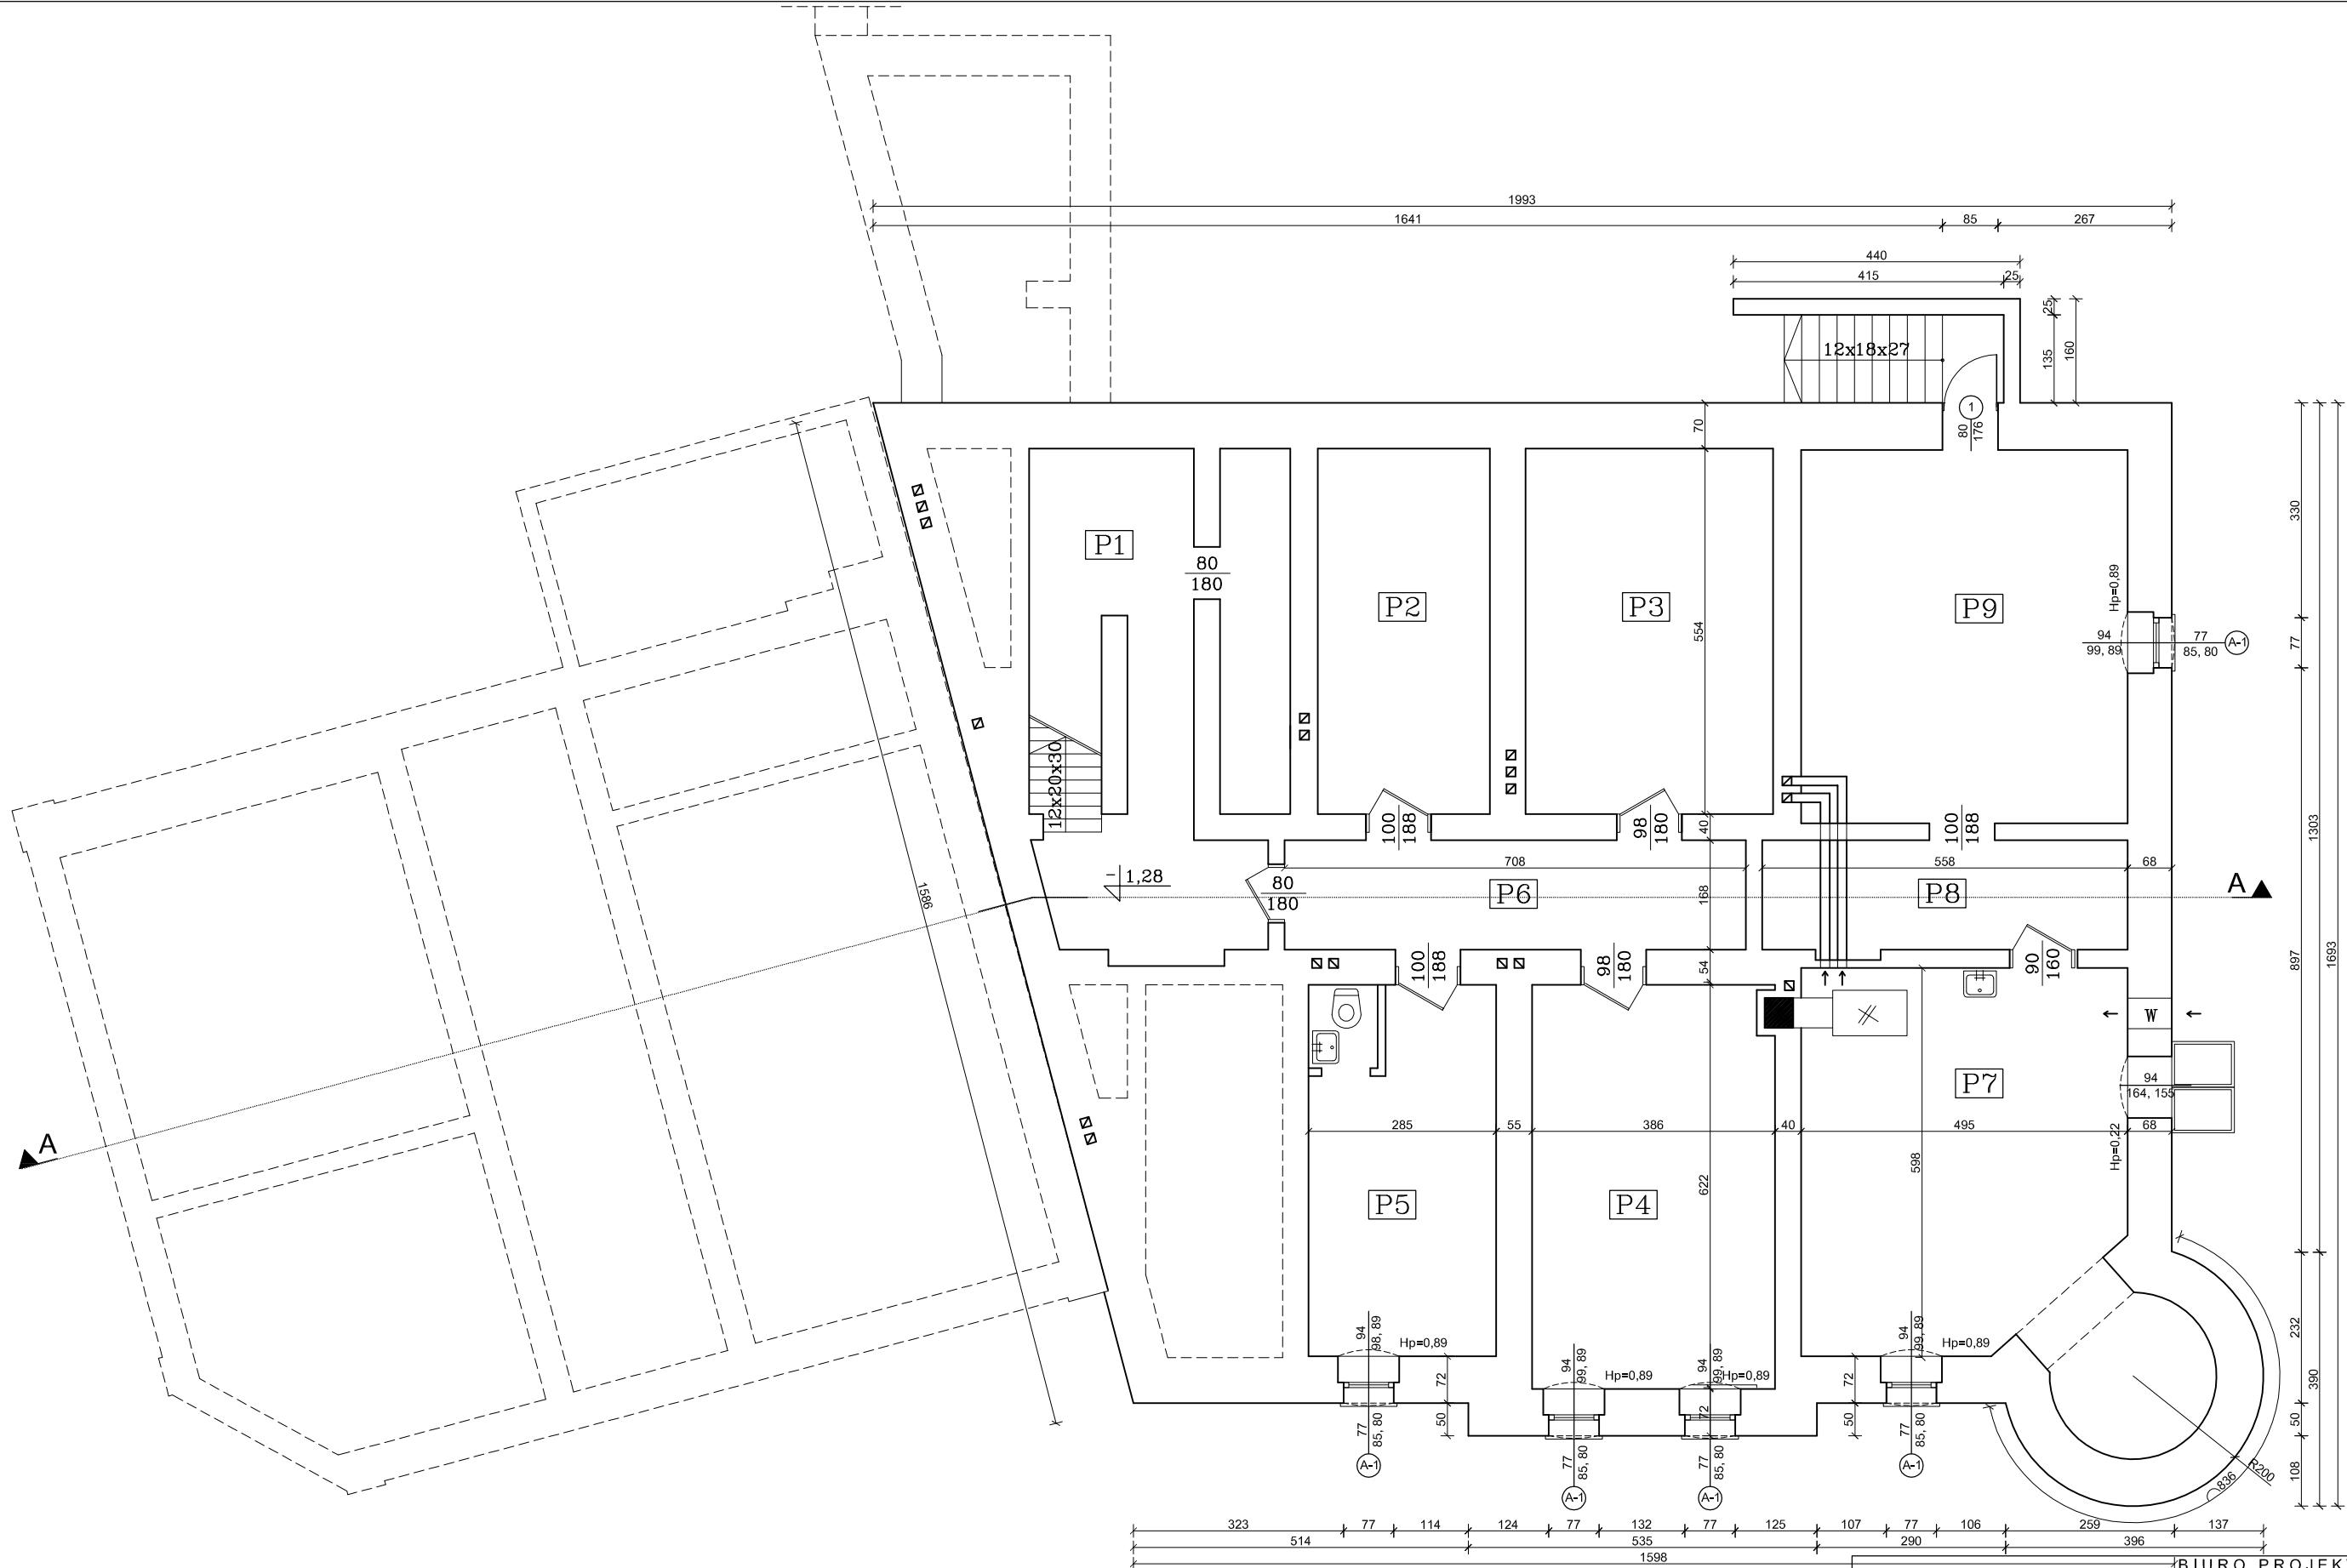 1993
1641 85 267
440
415 25
25
135
160
12x18x27
1
80
176
70
330
P1
80
180
P2
P3
P9
554
Hp=0,89
94
99, 89
77
85, 80
A-1
77
12x20x30
100
188
98
180
40
100
188
1303
1693
708
558
68
- 1,28
80
180
P6
P8
168
A
1586
897
100
188
98
180
54
90
160
W
P7
94
164, 155
A
285 55 386 40 495 68
Hp=0,22
598
622
P5
P4
232
390
94
98, 89
Hp=0,89
94
99, 89
Hp=0,89
94
99, 89
Hp=0,89
94
99, 89
Hp=0,89
72
50
72
72
50
50
77
85, 80
A-1
77
85, 80
A-1
77
85, 80
A-1
77
85, 80
A-1
R200
836
108
323 77 114 124 77 132 77 125 107 77 106 259 137
514 535 290 396
1598
BIURO PROJEK